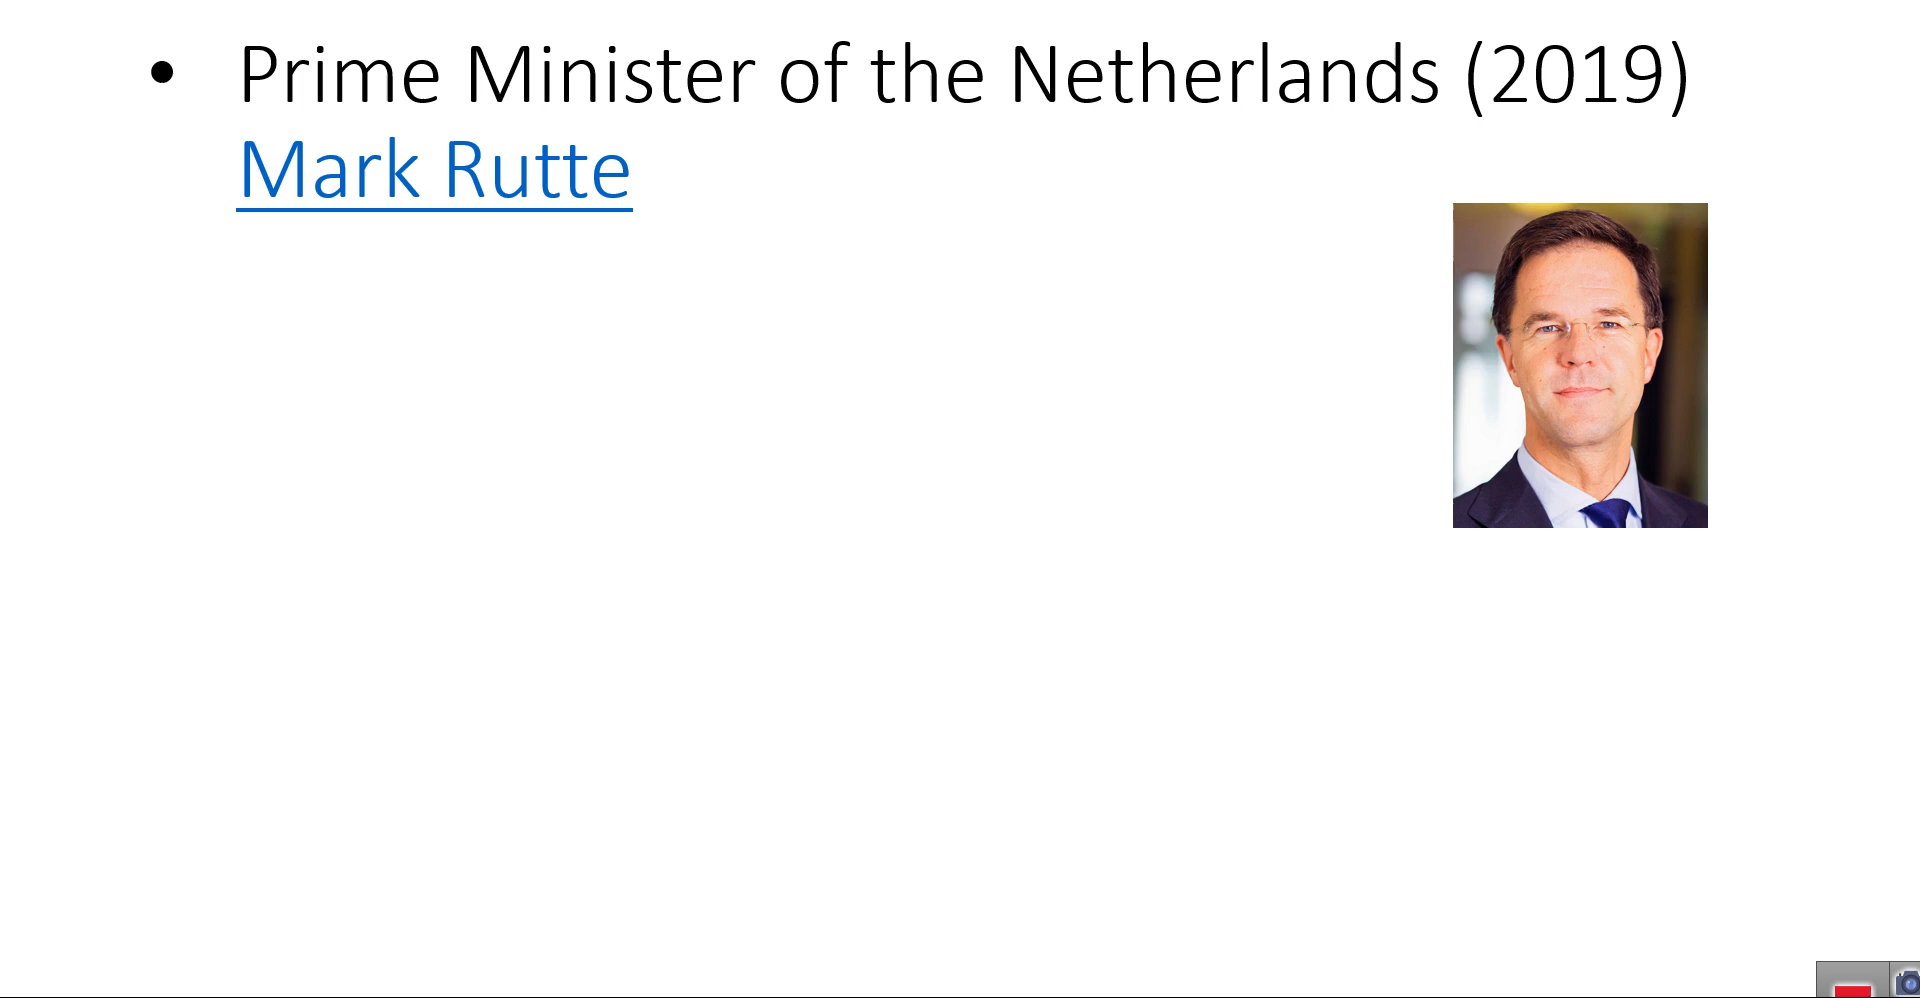 • Prime Minister of the Netherlands (2019)
Mark Rutte